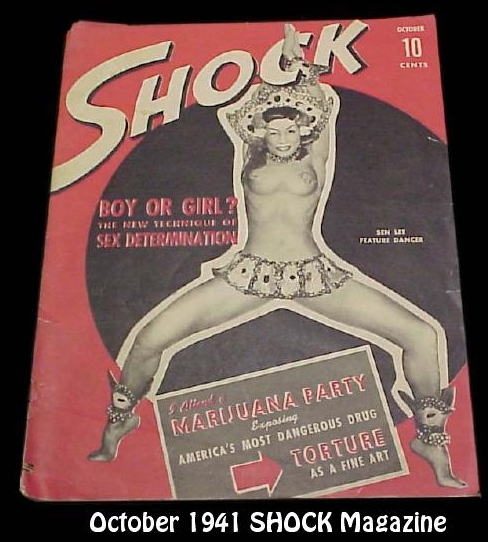 SHOCK
OCTOBER
10
CENTS
BOY OR GIRL?
THE NEW TECHNIQUE OF
SEX DETERMINATION
SEN LEE
FEATURE DANCER
I Attend a
MARIJUANA PARTY
Exposing
AMERICA'S MOST DANGEROUS DRUG
TORTURE
AS A FINE ART
October 1941 SHOCK Magazine